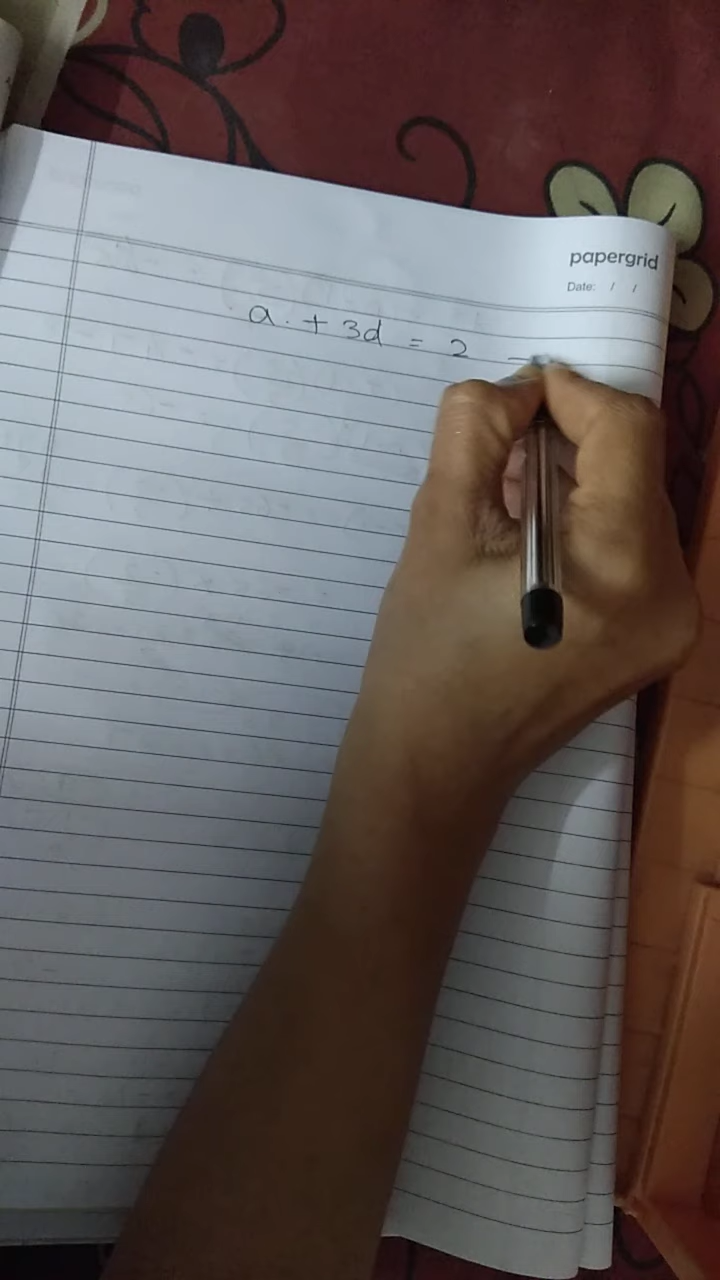 papergrid
Date: / /
a. + 3d = 2 —